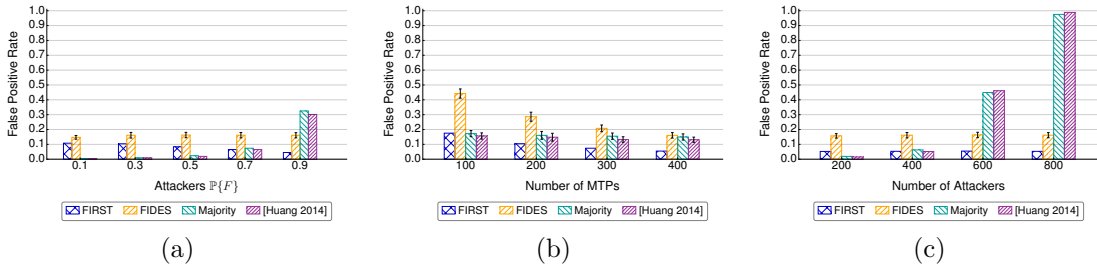 False Positive Rate
1.0
0.9
0.8
0.7
0.6
0.5
0.4
0.3
0.2
0.1
0.0
0.1 0.3 0.5 0.7 0.9
Attackers ℙ{F}
FIRST FIDES Majority [Huang 2014]
(a)
False Positive Rate
1.0
0.9
0.8
0.7
0.6
0.5
0.4
0.3
0.2
0.1
0.0
100 200 300 400
Number of MTPs
FIRST FIDES Majority [Huang 2014]
(b)
False Positive Rate
1.0
0.9
0.8
0.7
0.6
0.5
0.4
0.3
0.2
0.1
0.0
200 400 600 800
Number of Attackers
FIRST FIDES Majority [Huang 2014]
(c)